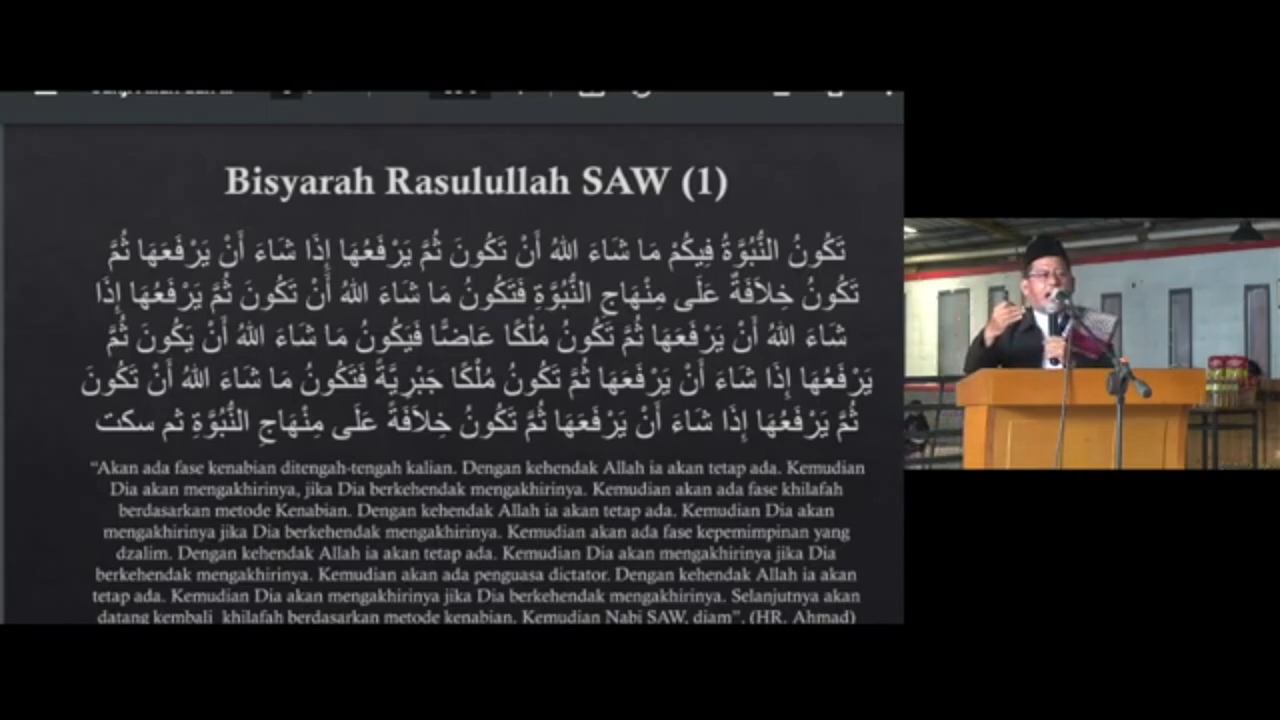 Bisyarah Rasulullah SAW (1)
تَكُونُ النُّبُوَّةُ فِيكُمْ مَا شَاءَ اللهُ أَنْ تَكُونَ ثُمَّ يَرْفَعُهَا إِذَا شَاءَ أَنْ يَرْفَعَهَا ثُمَّ
تَكُونُ خِلاَفَةٌ عَلَى مِنْهَاجِ النُّبُوَّةِ فَتَكُونُ مَا شَاءَ الله أَنْ تَكُونَ ثُمَّ يَرْفَعُهَا إِذَا
شَاءَ اللهُ أَنْ يَرْفَعَهَا ثُمَّ تَكُونُ مُلْكًا عَاضًّا فَيَكُونُ مَا شَاءَ اللهُ أَنْ يَكُونَ ثُمَّ
يَرْفَعُهَا إِذَا شَاءَ أَنْ يَرْفَعَهَا ثُمَّ تَكُونُ مُلْكًا جَبْرِيَّةً فَتَكُونُ مَا شَاءَ اللهُ أَنْ تَكُونَ
ثُمَّ يَرْفَعُهَا إِذَا شَاءَ أَنْ يَرْفَعَهَا ثُمَّ تَكُونُ خِلَافَةً عَلَى مِنْهَاجِ النُّبُوَّةِ ثم سكت
“Akan ada fase kenabian ditengah-tengah kalian. Dengan kehendak Allah ia akan tetap ada. Kemudian
Dia akan mengakhirinya, jika Dia berkehendak mengakhirinya. Kemudian akan ada fase khilafah
berdasarkan metode Kenabian. Dengan kehendak Allah ia akan tetap ada. Kemudian Dia akan
mengakhirinya jika Dia berkehendak mengakhirinya. Kemudian akan ada fase kepemimpinan yang
dzalim. Dengan kehendak Allah ia akan tetap ada. Kemudian Dia akan mengakhirinya jika Dia
berkehendak mengakhirinya. Kemudian akan ada penguasa dictator. Dengan kehendak Allah ia akan
tetap ada. Kemudian Dia akan mengakhirinya jika Dia berkehendak mengakhirinya. Selanjutnya akan
datang kembali khilafah berdasarkan metode kenabian. Kemudian Nabi SAW, diam”. (HR. Ahmad)